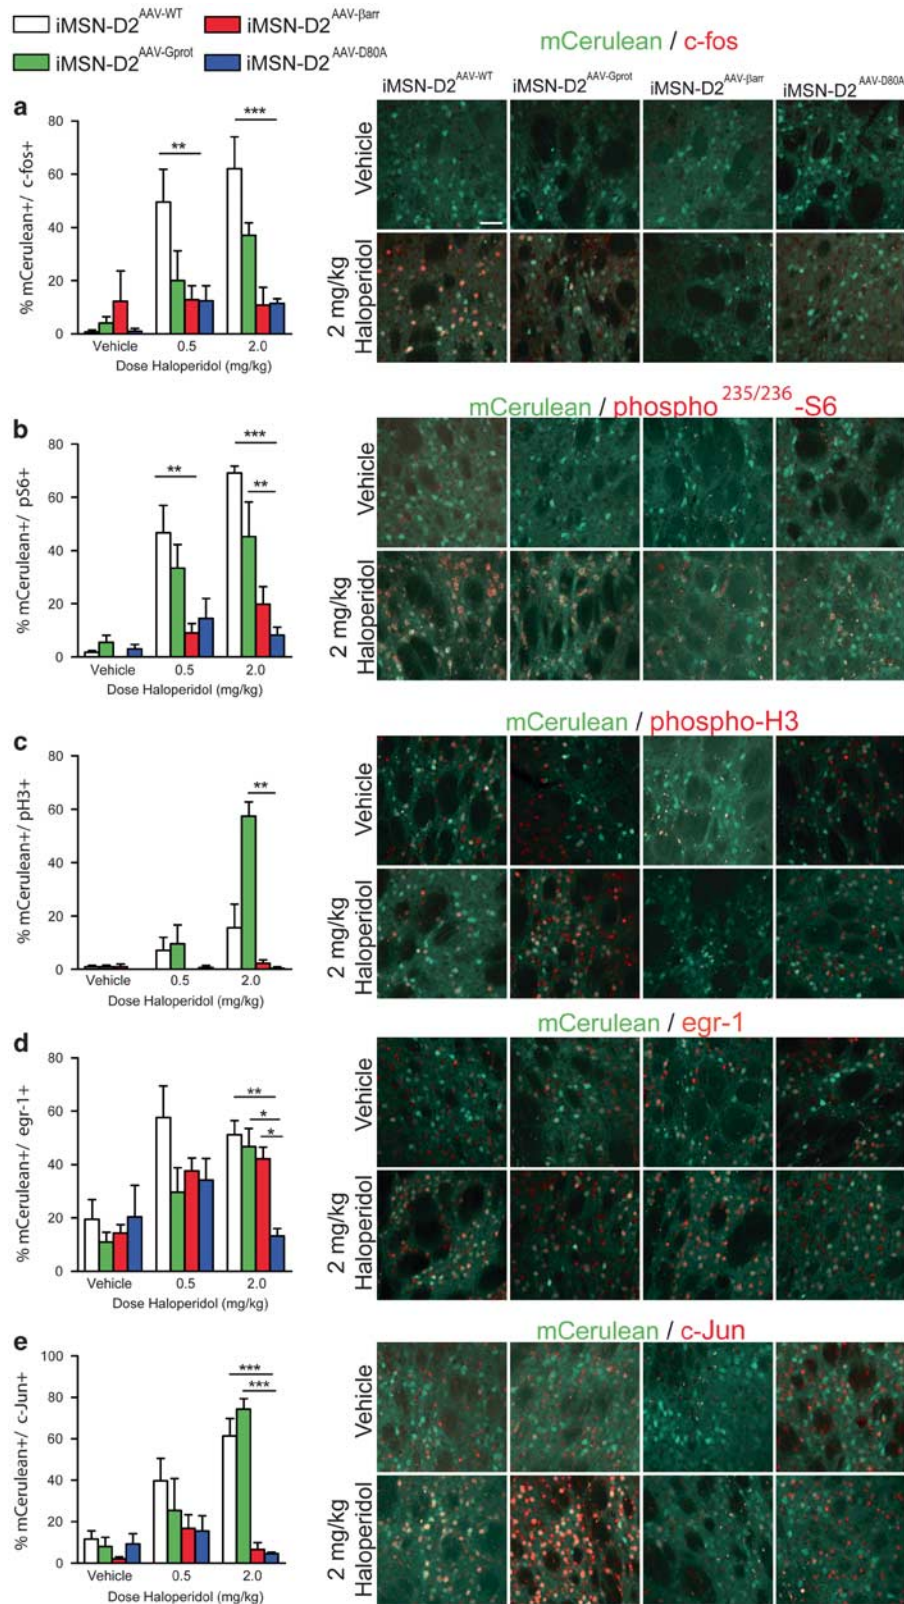 iMSN-D2AAV-WT iMSN-D2AAV-βarr
iMSN-D2AAV-Gprot iMSN-D2AAV-D80A
mCerulean / c-fos
iMSN-D2AAV-WT iMSN-D2AAV-Gprot iMSN-D2AAV-βarr iMSN-D2AAV-D80A
a
% mCerulean+/ c-fos+
80
60
40
20
0
** ***
Vehicle 0.5 2.0
Dose Haloperidol (mg/kg)
Vehicle
2 mg/kg
Haloperidol
mCerulean / phospho235/236-S6
b
% mCerulean+/ pS6+
80
60
40
20
0
** *** **
Vehicle 0.5 2.0
Dose Haloperidol (mg/kg)
Vehicle
2 mg/kg
Haloperidol
mCerulean / phospho-H3
c
% mCerulean+/ pH3+
80
60
40
20
0
**
Vehicle 0.5 2.0
Dose Haloperidol (mg/kg)
Vehicle
2 mg/kg
Haloperidol
mCerulean / egr-1
d
% mCerulean+/ egr-1+
80
60
40
20
0
** * *
Vehicle 0.5 2.0
Dose Haloperidol (mg/kg)
Vehicle
2 mg/kg
Haloperidol
mCerulean / c-Jun
e
% mCerulean+/ c-Jun+
100
80
60
40
20
0
*** ***
Vehicle 0.5 2.0
Dose Haloperidol (mg/kg)
Vehicle
2 mg/kg
Haloperidol